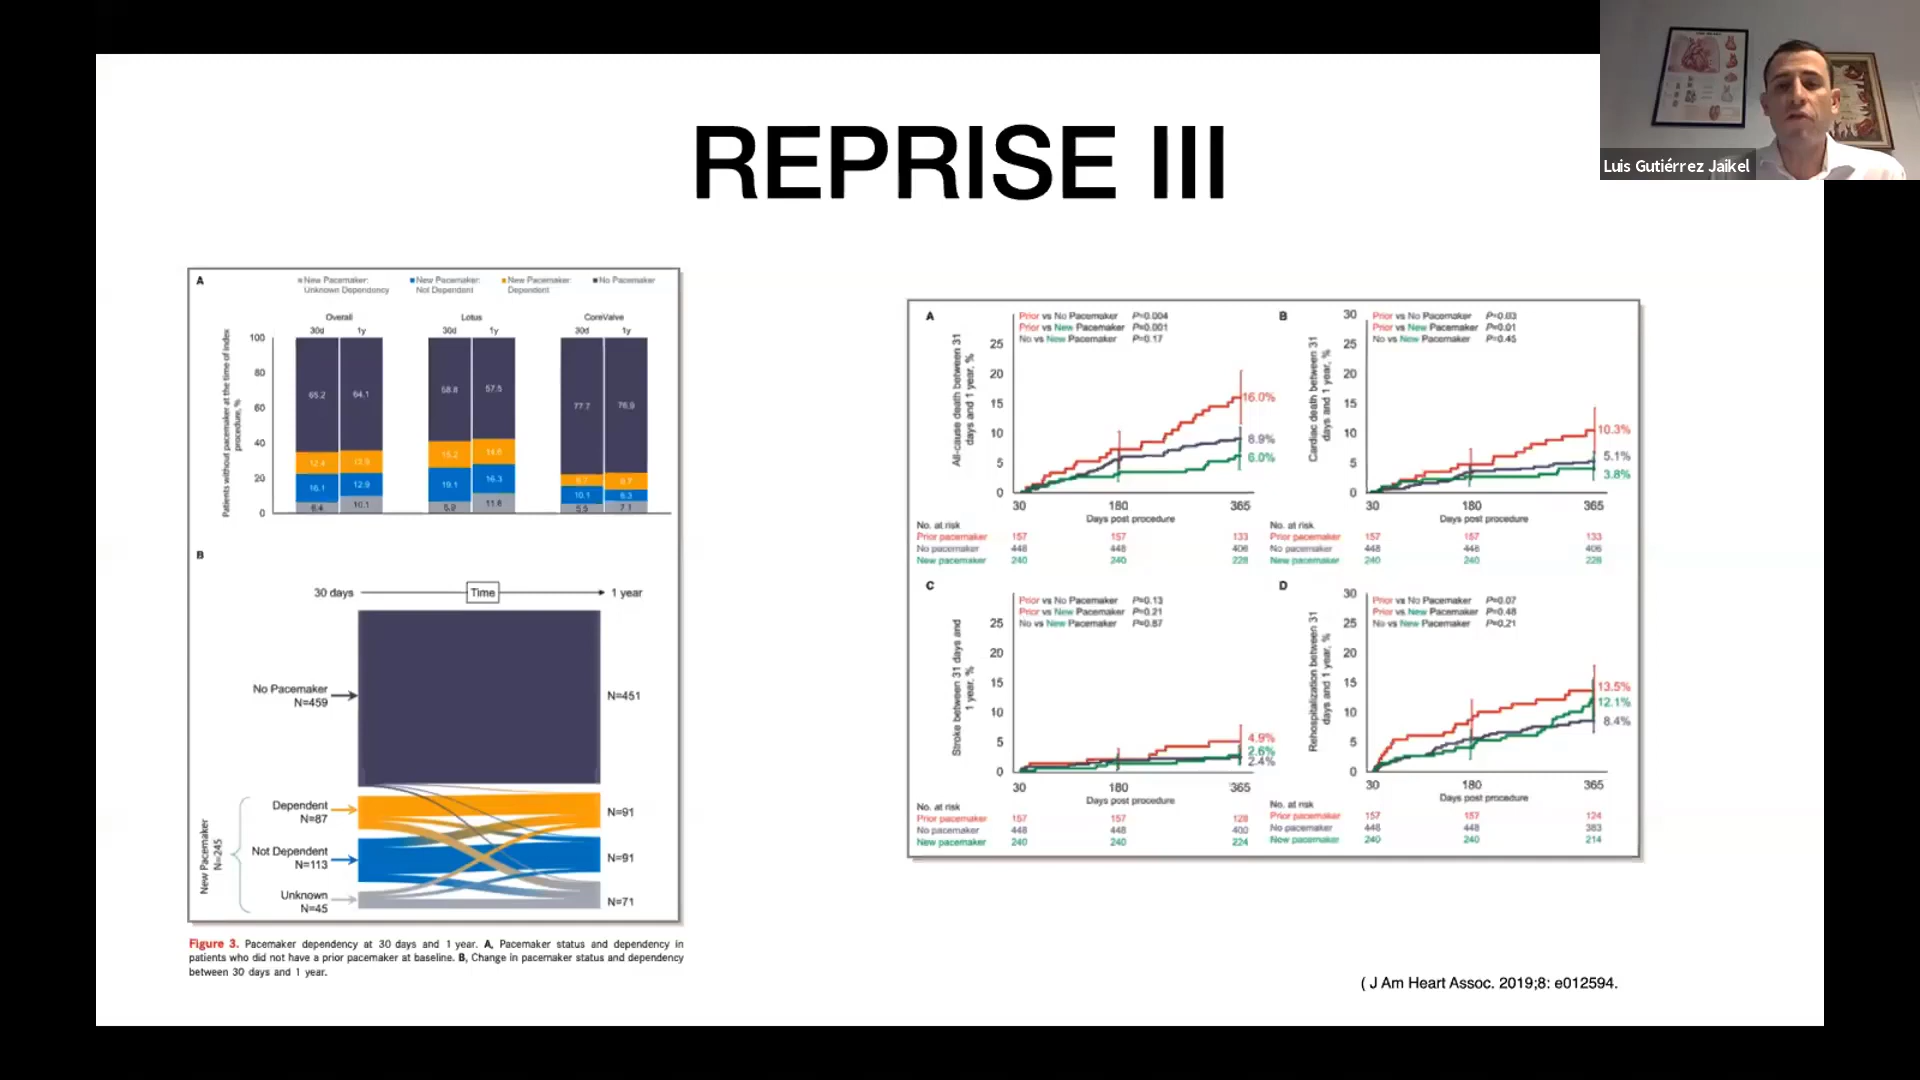 REPRISE III
Luis Gutiérrez Jaikel
A
New Pacemaker: Unknown Dependency
New Pacemaker: Not Dependent
New Pacemaker: Dependent
No Pacemaker
Overall
Lotus
CoreValve
30d 1y 30d 1y 30d 1y
Patients without pacemaker at the time of index procedure, %
100
80
60
40
20
0
65.2 64.1 58.8 57.5 77.7 76.9
12.4 13.9 15.2 14.6
16.1 12.9 19.1 16.3 10.1
6.4 10.1 11.6 7.1
B
30 days Time 1 year
No Pacemaker
N=459
N=451
New Pacemaker
N=245
Dependent
N=87
N=91
Not Dependent
N=113
N=91
Unknown
N=45
N=71
Figure 3. Pacemaker dependency at 30 days and 1 year. A, Pacemaker status and dependency in
patients who did not have a prior pacemaker at baseline. B, Change in pacemaker status and dependency
between 30 days and 1 year.
A
Prior vs No Pacemaker P=0.004
Prior vs New Pacemaker P=0.001
No vs New Pacemaker P=0.17
All-cause death between 31 days and 1 year, %
25
20
15
10
5
0
16.0%
8.9%
6.0%
30 180 365
Days post procedure
No. at risk
Prior pacemaker 157 157 133
No pacemaker 448 448 406
New pacemaker 240 240 228
B
Prior vs No Pacemaker P=0.03
Prior vs New Pacemaker P=0.01
No vs New Pacemaker P=0.45
Cardiac death between 31 days and 1 year, %
30
25
20
15
10
5
0
10.3%
5.1%
3.8%
30 180 365
Days post procedure
No. at risk
Prior pacemaker 157 157 133
No pacemaker 448 448 406
New pacemaker 240 240 228
C
Prior vs No Pacemaker P=0.13
Prior vs New Pacemaker P=0.21
No vs New Pacemaker P=0.87
Stroke between 31 days and 1 year, %
25
20
15
10
5
0
4.9%
2.6%
2.4%
30 180 365
Days post procedure
No. at risk
Prior pacemaker 157 157 128
No pacemaker 448 448 400
New pacemaker 240 240 224
D
Prior vs No Pacemaker P=0.07
Prior vs New Pacemaker P=0.48
No vs New Pacemaker P=0.21
Rehospitalization between 31 days and 1 year, %
30
25
20
15
10
5
0
13.5%
12.1%
8.4%
30 180 365
Days post procedure
No. at risk
Prior pacemaker 157 157 124
No pacemaker 448 448 383
New pacemaker 240 240 214
( J Am Heart Assoc. 2019;8: e012594.